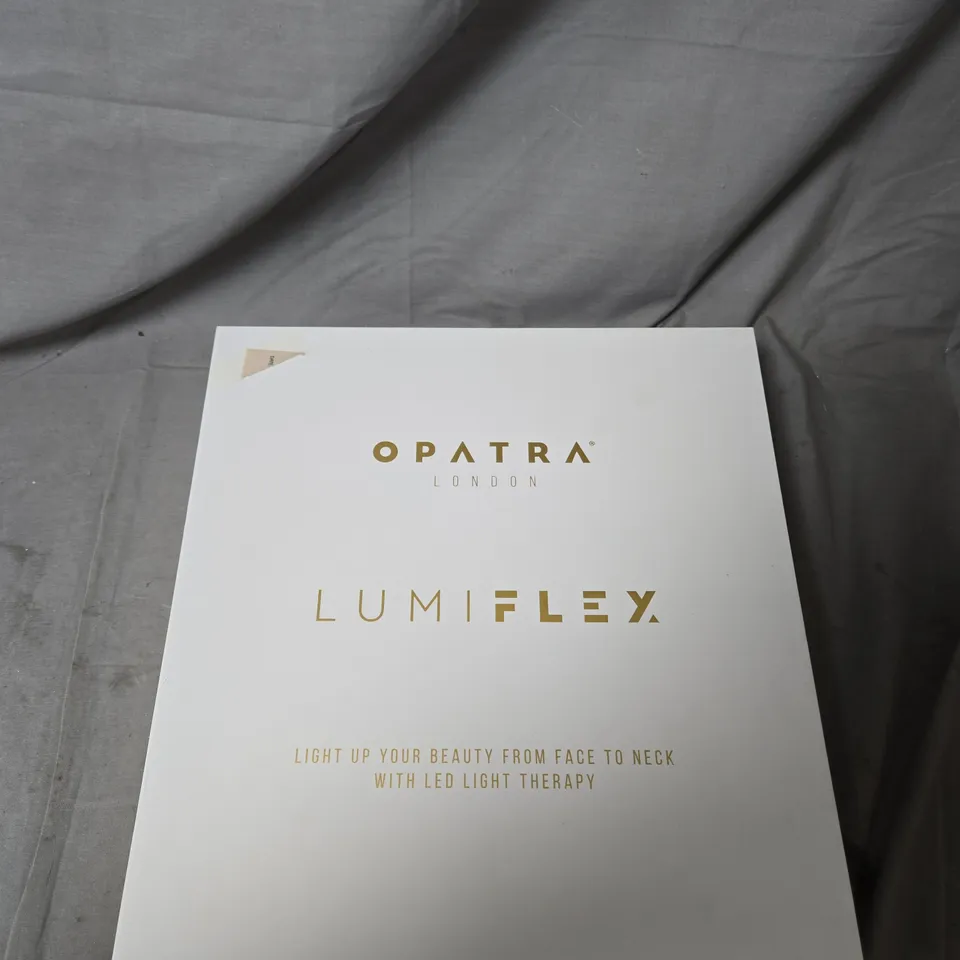 OPATRA®
LONDON
LUMIFLEX
LIGHT UP YOUR BEAUTY FROM FACE TO NECK
WITH LED LIGHT THERAPY